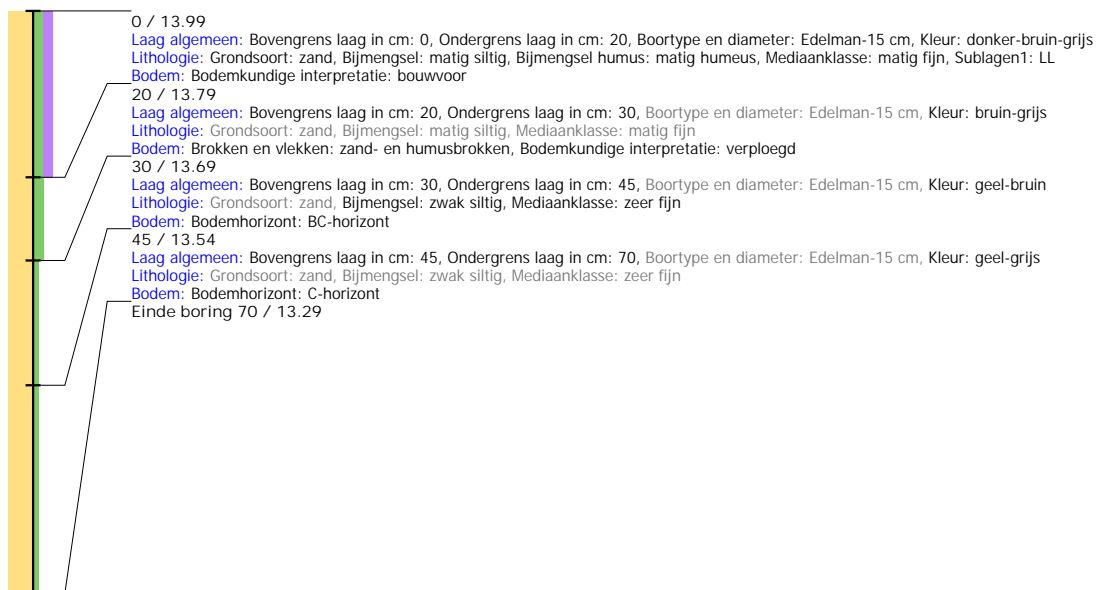 0 / 13.99
Laag algemeen: Bovengrens laag in cm: 0, Ondergrens laag in cm: 20, Boortype en diameter: Edelman-15 cm, Kleur: donker-bruin-grijs
Lithologie: Grondsoort: zand, Bijmengsel: matig siltig, Bijmengsel humus: matig humeus, Mediaanklasse: matig fijn, Sublagen1: LL
Bodem: Bodemkundige interpretatie: bouwvoor
20 / 13.79
Laag algemeen: Bovengrens laag in cm: 20, Ondergrens laag in cm: 30, Boortype en diameter: Edelman-15 cm, Kleur: bruin-grijs
Lithologie: Grondsoort: zand, Bijmengsel: matig siltig, Mediaanklasse: matig fijn
Bodem: Brokken en vlekken: zand- en humusbrokken, Bodemkundige interpretatie: verploegd
30 / 13.69
Laag algemeen: Bovengrens laag in cm: 30, Ondergrens laag in cm: 45, Boortype en diameter: Edelman-15 cm, Kleur: geel-bruin
Lithologie: Grondsoort: zand, Bijmengsel: zwak siltig, Mediaanklasse: zeer fijn
Bodem: Bodemhorizont: BC-horizont
45 / 13.54
Laag algemeen: Bovengrens laag in cm: 45, Ondergrens laag in cm: 70, Boortype en diameter: Edelman-15 cm, Kleur: geel-grijs
Lithologie: Grondsoort: zand, Bijmengsel: zwak siltig, Mediaanklasse: zeer fijn
Bodem: Bodemhorizont: C-horizont
Einde boring 70 / 13.29